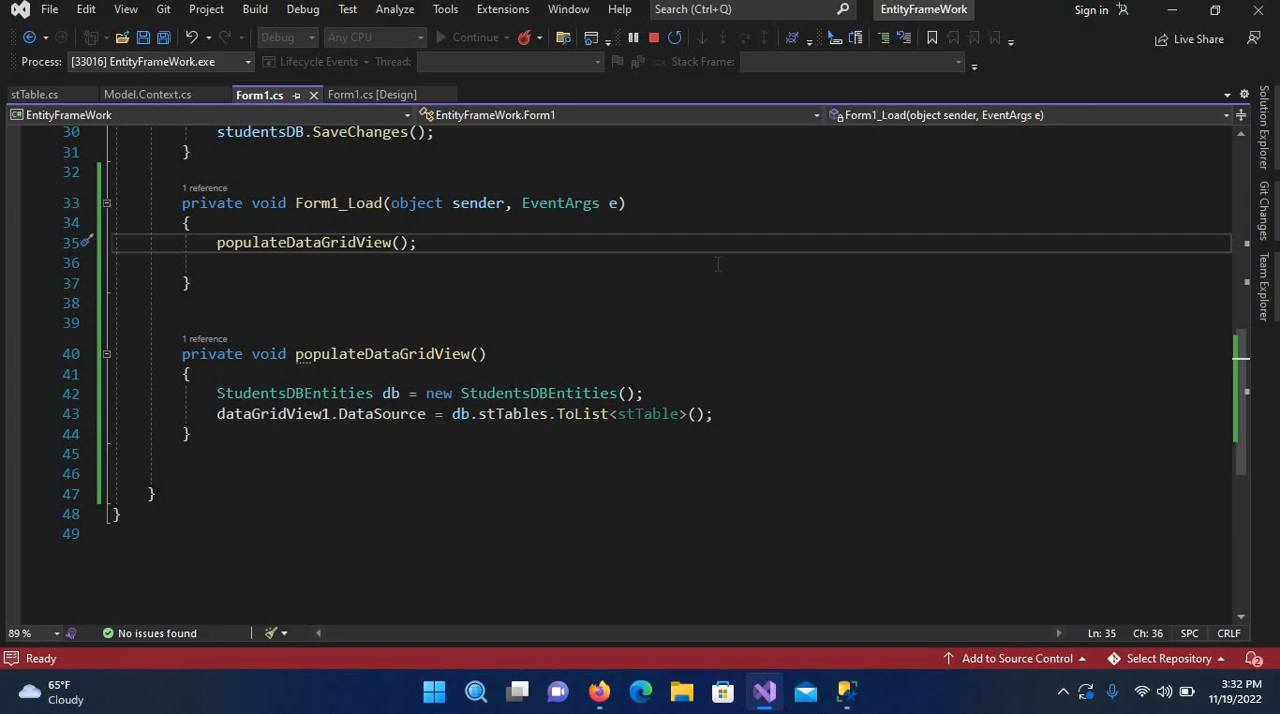 File Edit View Git Project Build Debug Test Analyze Tools Extensions Window Help Search (Ctrl+Q) EntityFrameWork Sign in
Debug Any CPU Continue Live Share
Process: [33016] EntityFrameWork.exe Lifecycle Events Thread: Stack Frame:
stTable.cs Model.Context.cs Form1.cs Form1.cs [Design]
EntityFrameWork EntityFrameWork.Form1 Form1_Load(object sender, EventArgs e)
30 studentsDB.SaveChanges();
31 }
32
1 reference
33 private void Form1_Load(object sender, EventArgs e)
34 {
35 populateDataGridView();
36
37 }
38
39
1 reference
40 private void populateDataGridView()
41 {
42 StudentsDBEntities db = new StudentsDBEntities();
43 dataGridView1.DataSource = db.stTables.ToList<stTable>();
44 }
45
46
47 }
48 }
49
Solution Explorer
Git Changes
Team Explorer
89 % No issues found Ln: 35 Ch: 36 SPC CRLF
Ready Add to Source Control Select Repository 2
65°F
Cloudy
3:32 PM
11/19/2022